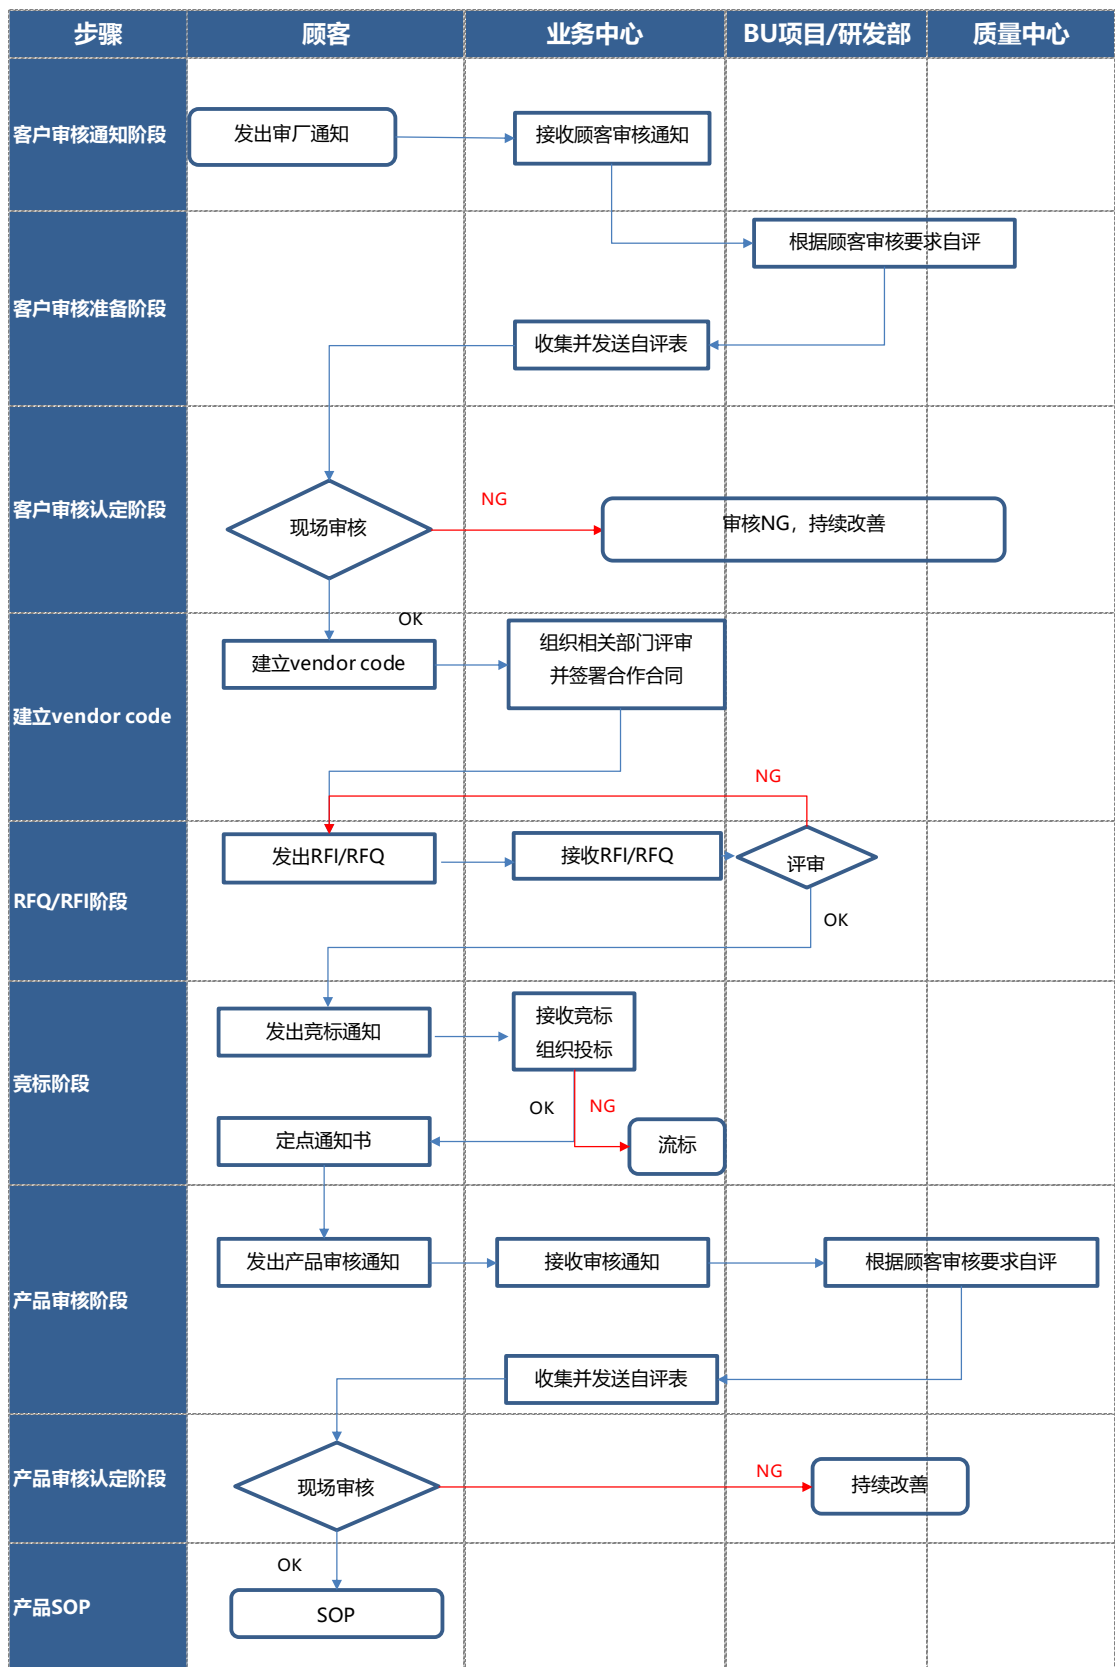 步骤
顾客
业务中心
BU项目/研发部
质量中心
客户审核通知阶段
发出审厂通知
接收顾客审核通知
根据顾客审核要求自评
客户审核准备阶段
收集并发送自评表
客户审核认定阶段
现场审核
NG
审核NG，持续改善
OK
建立vendor code
建立vendor code
组织相关部门评审
并签署合作合同
NG
RFQ/RFI阶段
发出RFI/RFQ
接收RFI/RFQ
评审
OK
竞标阶段
发出竞标通知
接收竞标
组织投标
OK
NG
定点通知书
流标
产品审核阶段
发出产品审核通知
接收审核通知
根据顾客审核要求自评
收集并发送自评表
产品审核认定阶段
现场审核
NG
持续改善
OK
产品SOP
SOP